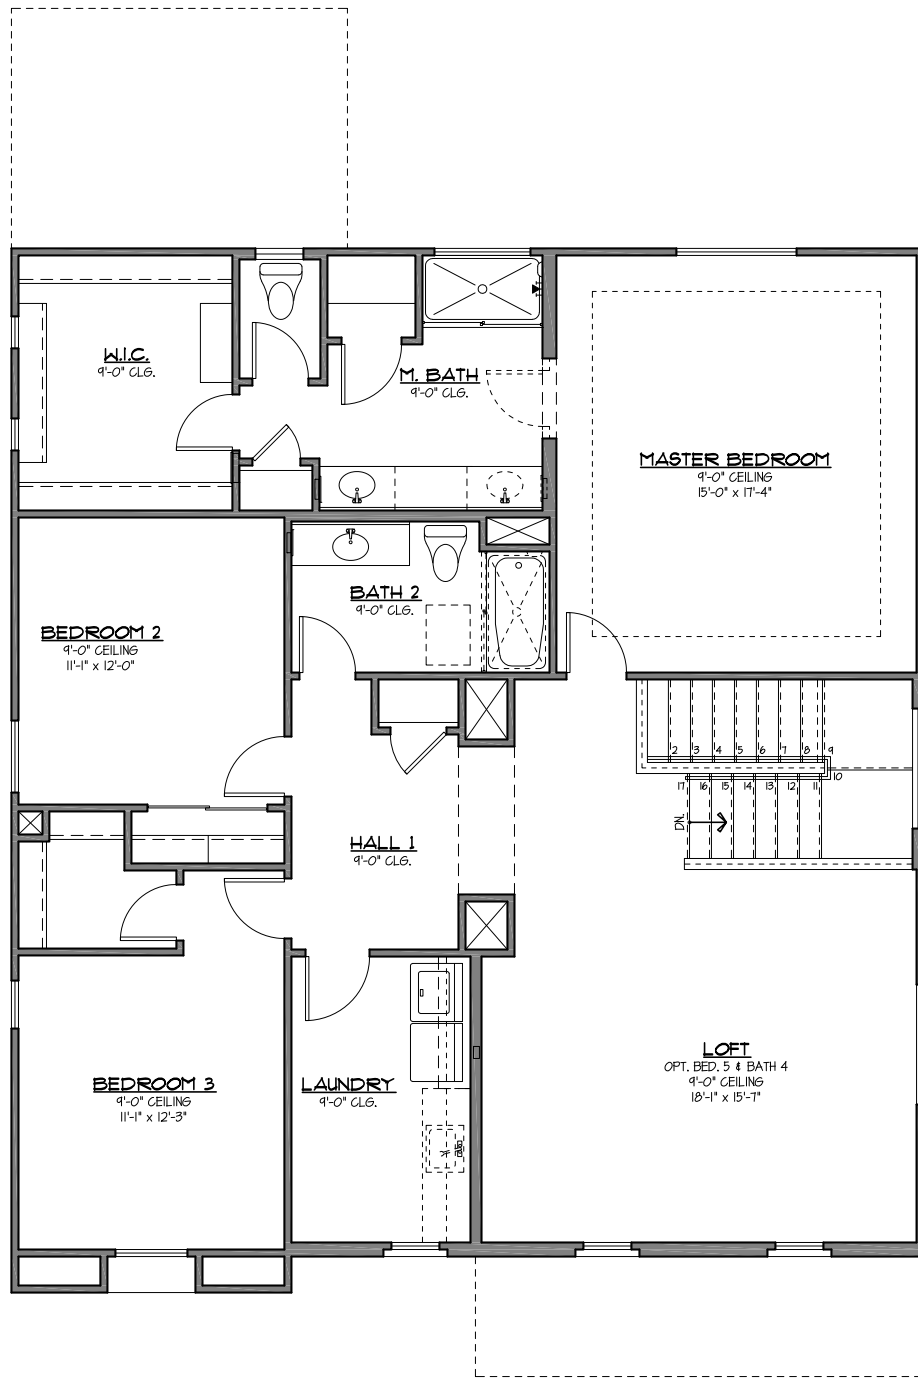 W.I.C.
9'-0" CLG.
M. BATH
9'-0" CLG.
MASTER BEDROOM
9'-0" CEILING
15'-0" x 17'-4"
BATH 2
9'-0" CLG.
BEDROOM 2
9'-0" CEILING
11'-1" x 12'-0"
2 3 4 5 6 7 8 9
10
17 16 15 14 13 12 11
DN.
HALL 1
9'-0" CLG.
LOFT
OPT. BED. 5 & BATH 4
9'-0" CEILING
18'-1" x 15'-7"
BEDROOM 3
9'-0" CEILING
11'-1" x 12'-3"
LAUNDRY
9'-0" CLG.